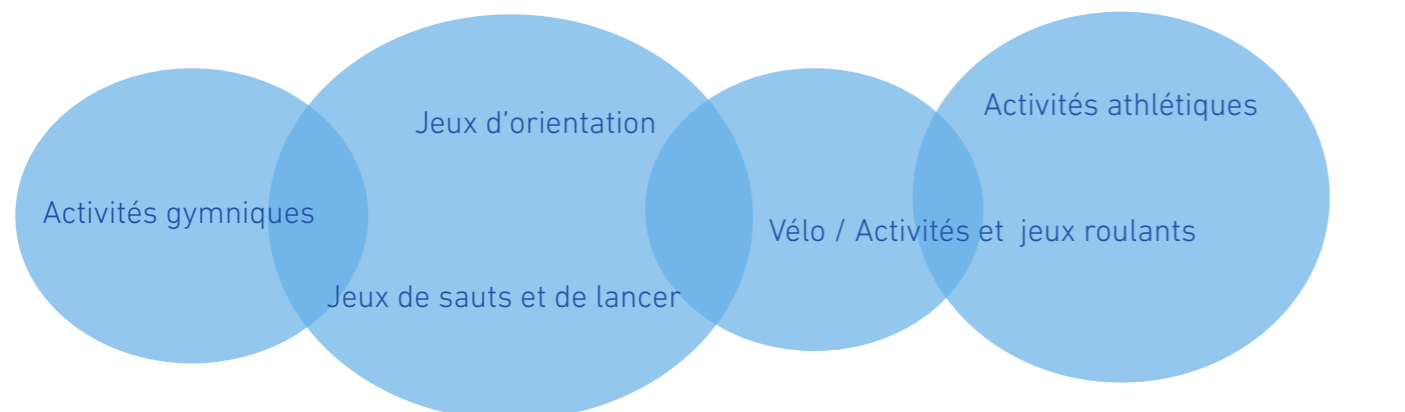 Activités athlétiques
Jeux d'orientation
Activités gymniques
Vélo / Activités et jeux roulants
Jeux de sauts et de lancer